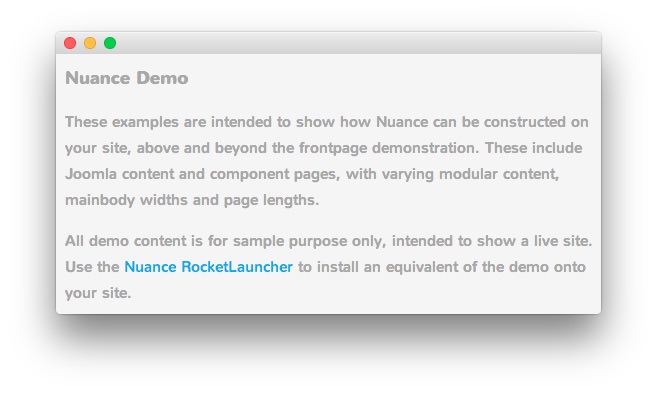 Nuance Demo
These examples are intended to show how Nuance can be constructed on
your site, above and beyond the frontpage demonstration. These include
Joomla content and component pages, with varying modular content,
mainbody widths and page lengths.
All demo content is for sample purpose only, intended to show a live site.
Use the Nuance RocketLauncher to install an equivalent of the demo onto
your site.